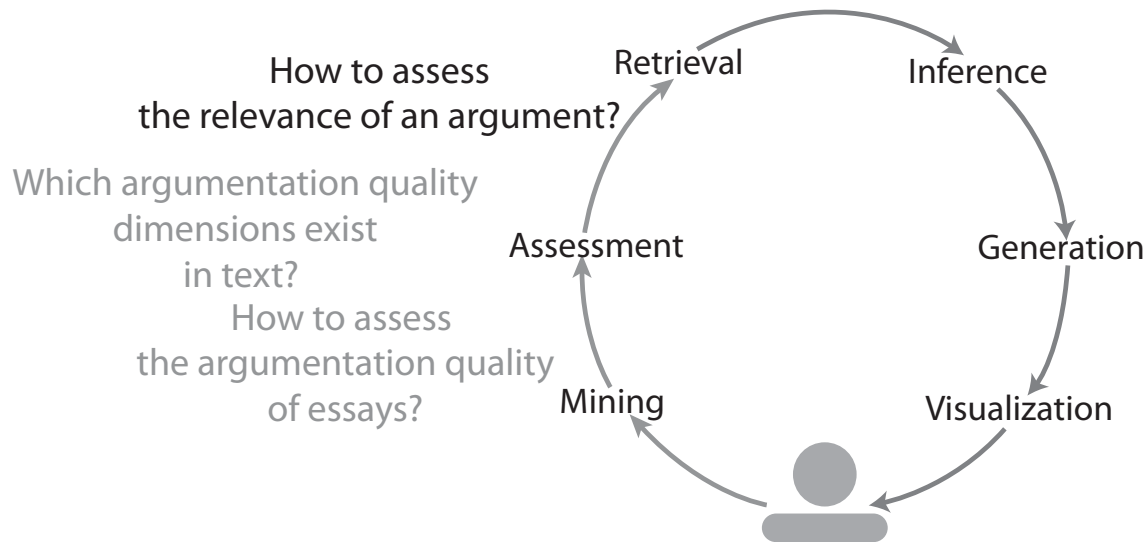 How to assess
the relevance of an argument?
Which argumentation quality
dimensions exist
in text?
How to assess
the argumentation quality
of essays?
Retrieval
Inference
Assessment
Generation
Mining
Visualization